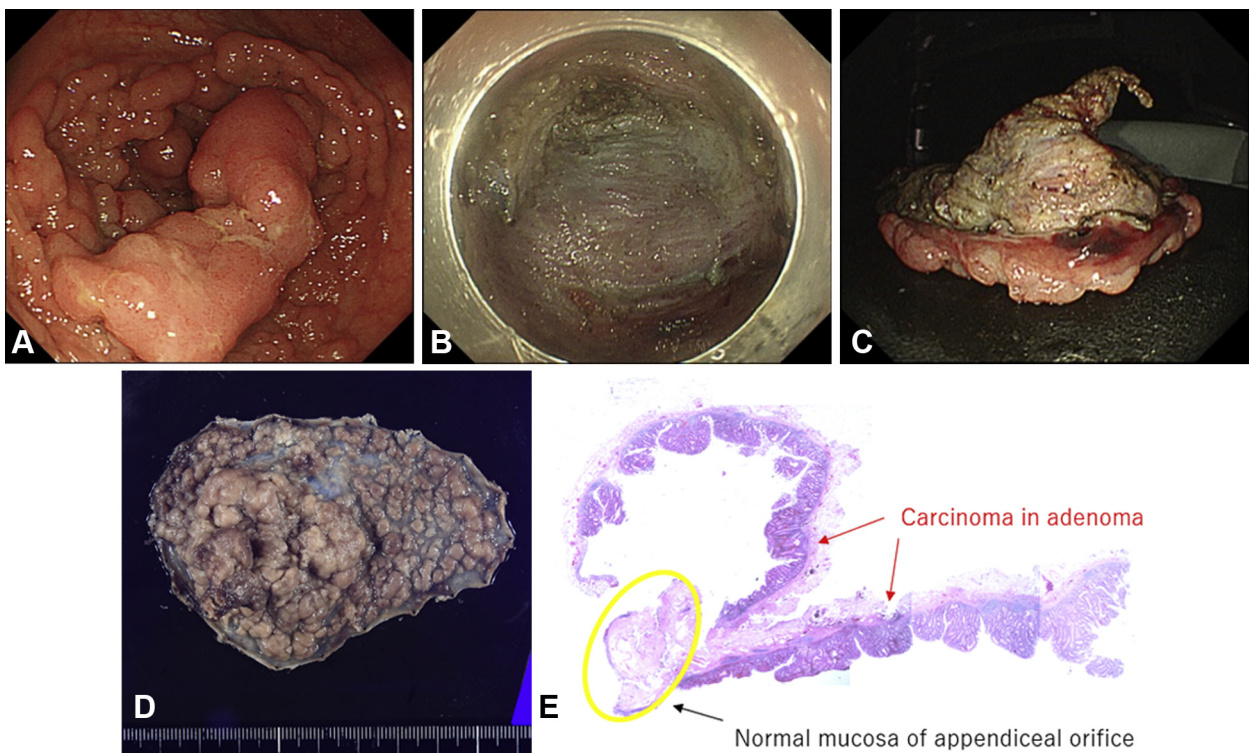 A
B
C
D
E
Carcinoma in adenoma
Normal mucosa of appendiceal orifice